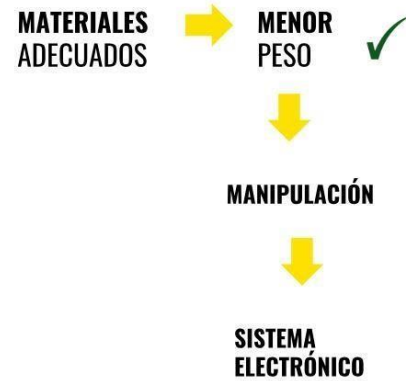 MATERIALES
ADECUADOS
MENOR
PESO
MANIPULACIÓN
SISTEMA
ELECTRÓNICO